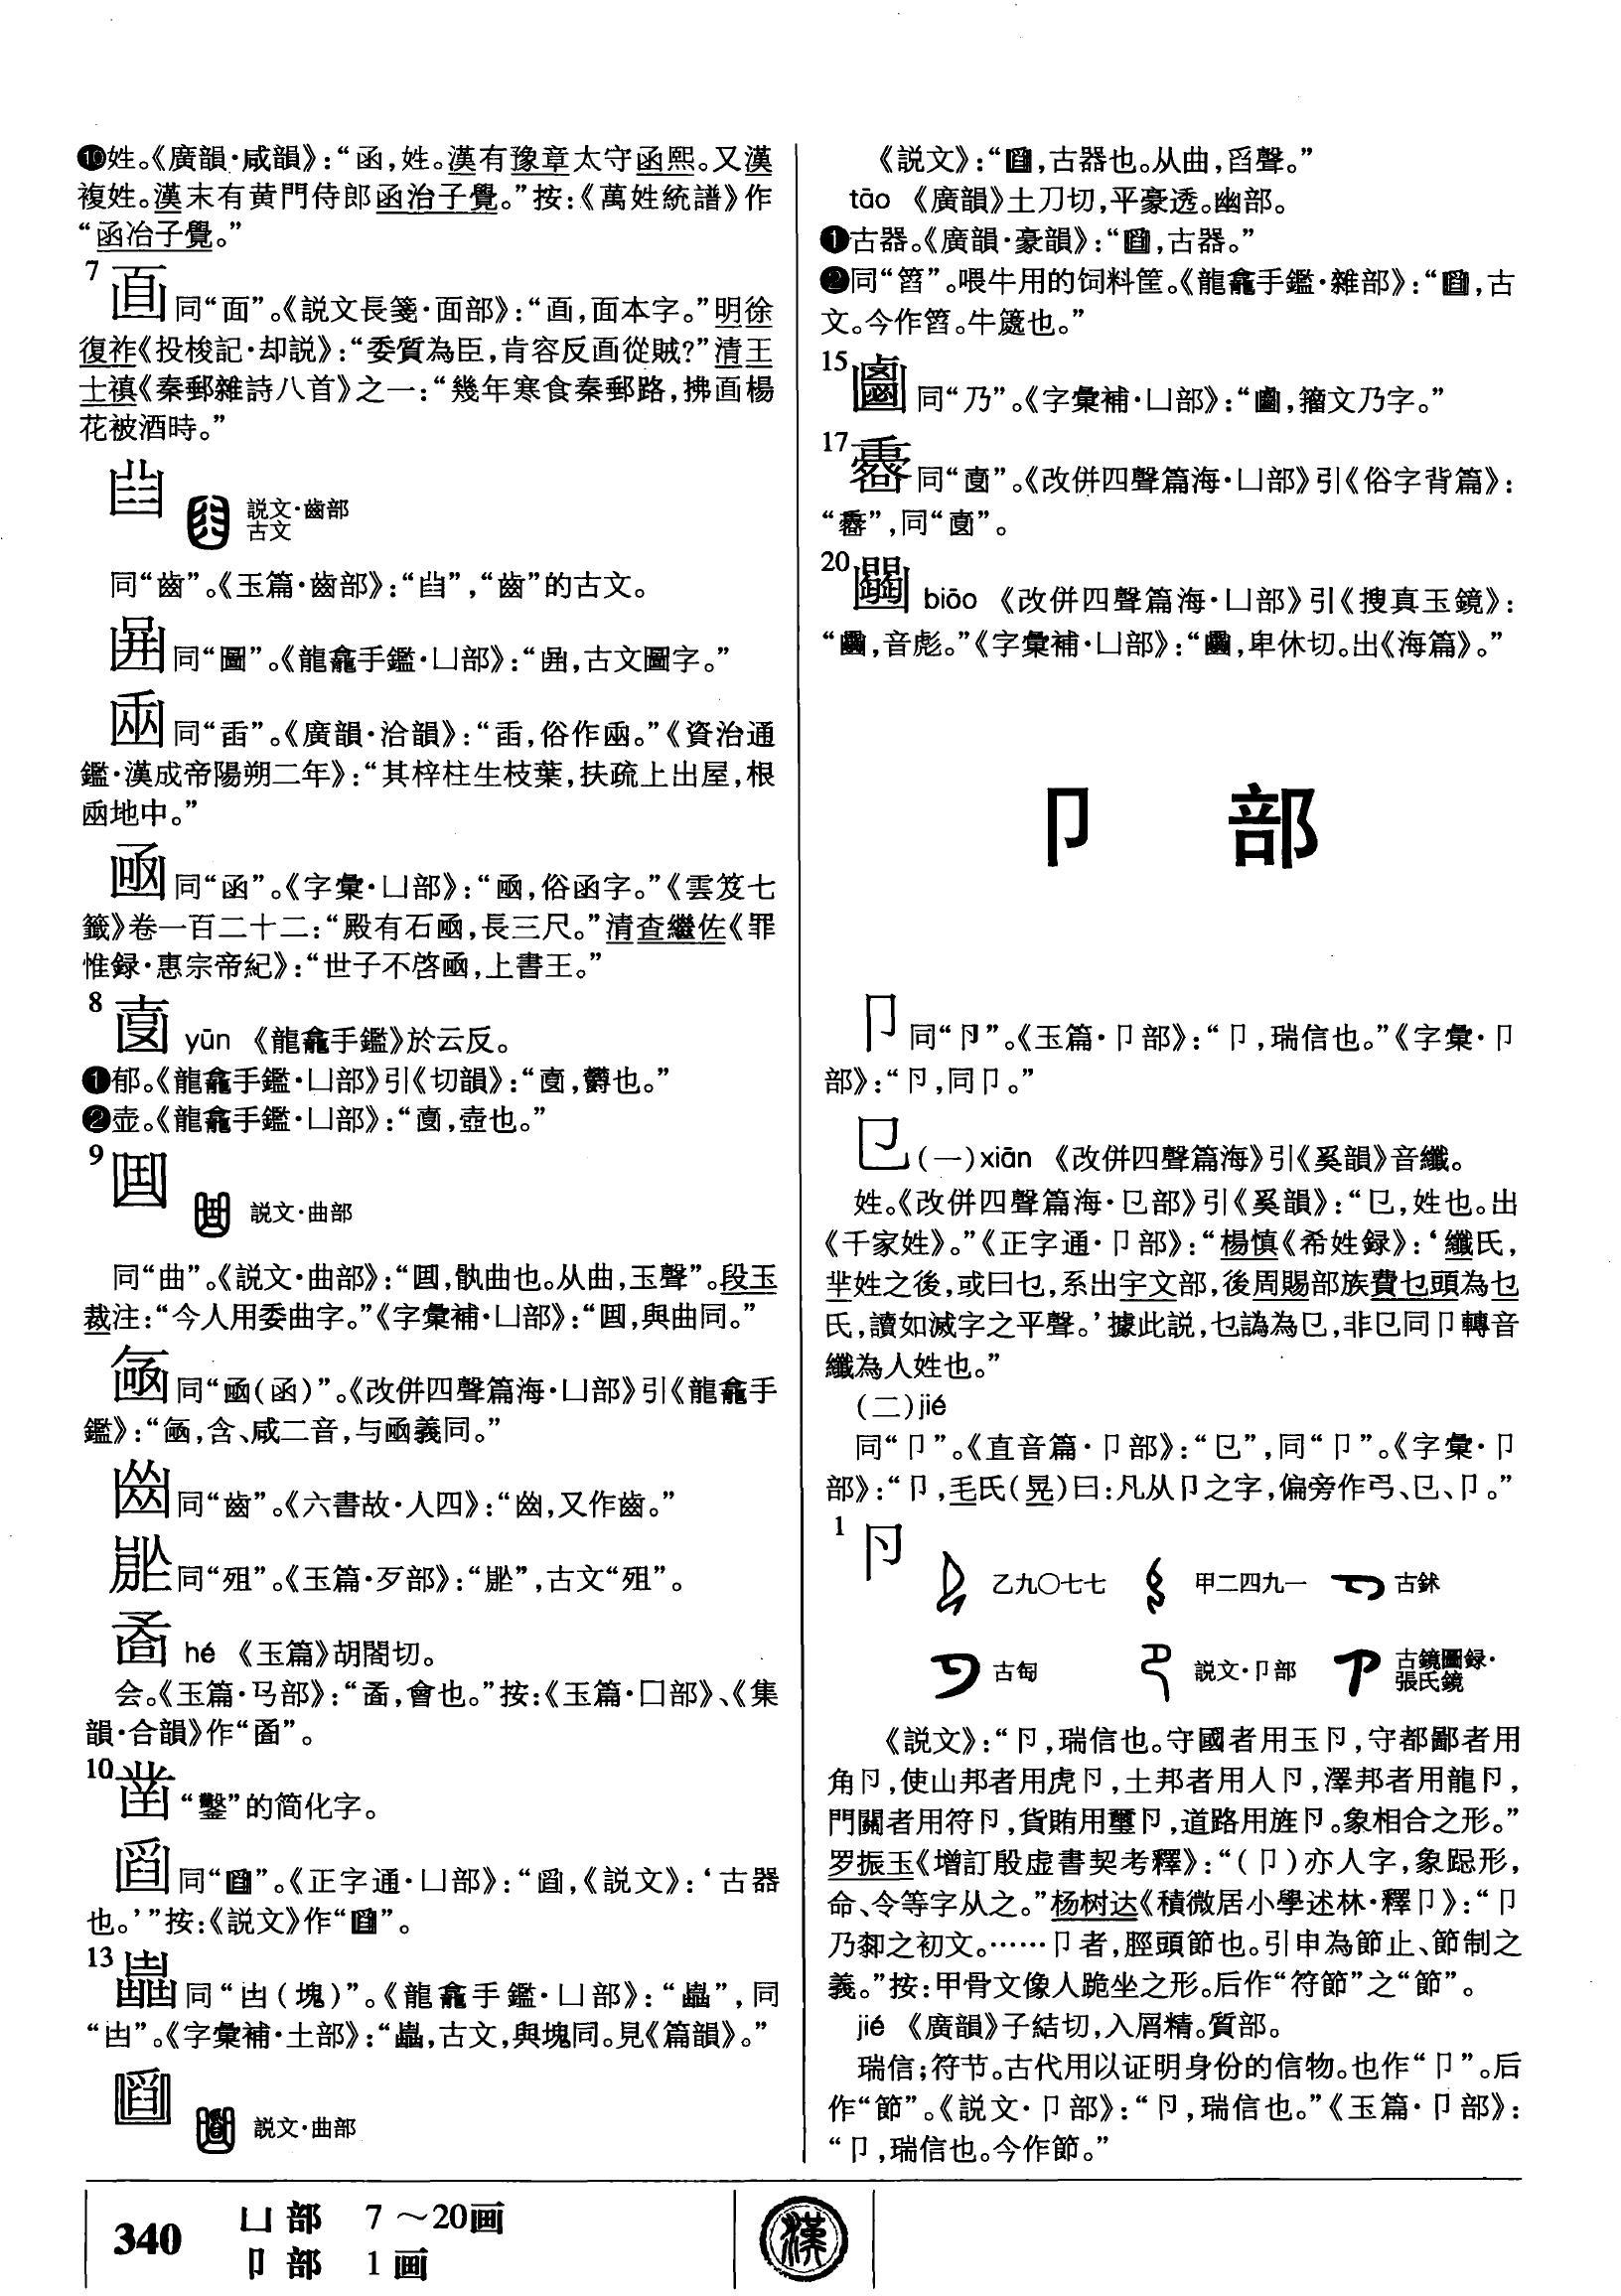 ❿姓。《廣韻·咸韻》：“函，姓。漢有豫章太守函熙。又漢
複姓。漢末有黄門侍郎函治子覺。”按：《萬姓統譜》作
“函冶子覺。”
7
同“面”。《説文長箋·面部》：“，面本字。”明徐
復祚《投梭記·却説》：“委質為臣，肯容反從賊？”清王
士禛《秦郵雜詩八首》之一：“幾年寒食秦郵路，拂楊
花被酒時。”
説文·齒部
古文
同“齒”。《玉篇·齒部》：“”，“齒”的古文。
同“圖”。《龍龕手鑑·凵部》：“，古文圖字。”
同“臿”。《廣韻·洽韻》：“臿，俗作。”《資治通
鑑·漢成帝陽朔二年》：“其梓柱生枝葉，扶疏上出屋，根
地中。”
凾 同“函”。《字彙·凵部》：“凾，俗函字。”《雲笈七
籤》卷一百二十二：“殿有石凾，長三尺。”清查繼佐《罪
惟録·惠宗帝紀》：“世子不啓凾，上書王。”
8
yūn 《龍龕手鑑》於云反。
❶郁。《龍龕手鑑·凵部》引《切韻》：“，欝也。”
❷壶。《龍龕手鑑·凵部》：“，壺也。”
9
説文·曲部
同“曲”。《説文·曲部》：“，骩曲也。从曲，玉聲”。段玉
裁注：“今人用委曲字。”《字彙補·凵部》：“，與曲同。”
同“凾（函）”。《改併四聲篇海·凵部》引《龍龕手
鑑》：“，含、咸二音，与凾義同。”
同“齒”。《六書故·人四》：“，又作齒。”
同“殂”。《玉篇·歹部》：“”，古文“殂”。
hé 《玉篇》胡閤切。
会。《玉篇·㔾部》：“，會也。”按：《玉篇·囗部》、《集
韻·合韻》作“”。
10 凿 “鑿”的简化字。
同“”。《正字通·凵部》：“，《説文》：‘古器
也。’”按：《説文》作“”。
13
同“凷（塊）”。《龍龕手鑑·凵部》：“”，同
“凷”。《字彙補·土部》：“，古文，與塊同。見《篇韻》。”
説文·曲部
《説文》：“，古器也。从曲，舀聲。”
tāo 《廣韻》土刀切，平豪透。幽部。
❶古器。《廣韻·豪韻》：“，古器。”
❷同“”。喂牛用的饲料筐。《龍龕手鑑·雜部》：“，古
文。今作。牛篼也。”
15
同“乃”。《字彙補·凵部》：“，籀文乃字。”
17
同“”。《改併四聲篇海·凵部》引《俗字背篇》：
“”，同“”。
20
biāo 《改併四聲篇海·凵部》引《搜真玉鏡》：
“，音彪。”《字彙補·凵部》：“，卑休切。出《海篇》。”
卩 部
卩 同“卪”。《玉篇·卩部》：“卩，瑞信也。”《字彙·卩
部》：“卪，同卩。”
㔾 （一）xiān 《改併四聲篇海》引《奚韻》音纖。
姓。《改併四聲篇海·㔾部》引《奚韻》：“㔾，姓也。出
《千家姓》。”《正字通·卩部》：“楊慎《希姓録》：‘纖氏，
芈姓之後，或曰乜，系出宇文部，後周賜部族費乜頭為乜
氏，讀如滅字之平聲。’據此説，乜譌為㔾，非㔾同卩轉音
纖為人姓也。”
（二）jié
同“卩”。《直音篇·卩部》：“㔾”，同“卩”。《字彙·卩
部》：“卩，毛氏（晃）曰：凡从卩之字，偏旁作弓、㔾、卩。”
1 卪
乙九〇七七 甲二四九一 古鉥
古匋 説文·卩部 古鏡圖録·
張氏鏡
《説文》：“卪，瑞信也。守國者用玉卪，守都鄙者用
角卪，使山邦者用虎卪，土邦者用人卪，澤邦者用龍卪，
門關者用符卪，貨賄用璽卪，道路用旌卪。象相合之形。”
罗振玉《增訂殷虚書契考釋》：“（卩）亦人字，象跽形，
命、令等字从之。”杨树达《積微居小學述林·釋卩》：“卩
乃厀之初文。……卩者，脛頭節也。引申為節止、節制之
義。”按：甲骨文像人跪坐之形。后作“符節”之“節”。
jié 《廣韻》子結切，入屑精。質部。
瑞信；符节。古代用以证明身份的信物。也作“卩”。后
作“節”。《説文·卩部》：“卪，瑞信也。”《玉篇·卩部》：
“卩，瑞信也。今作節。”
340 凵部 7～20画
卩部 1画
漢